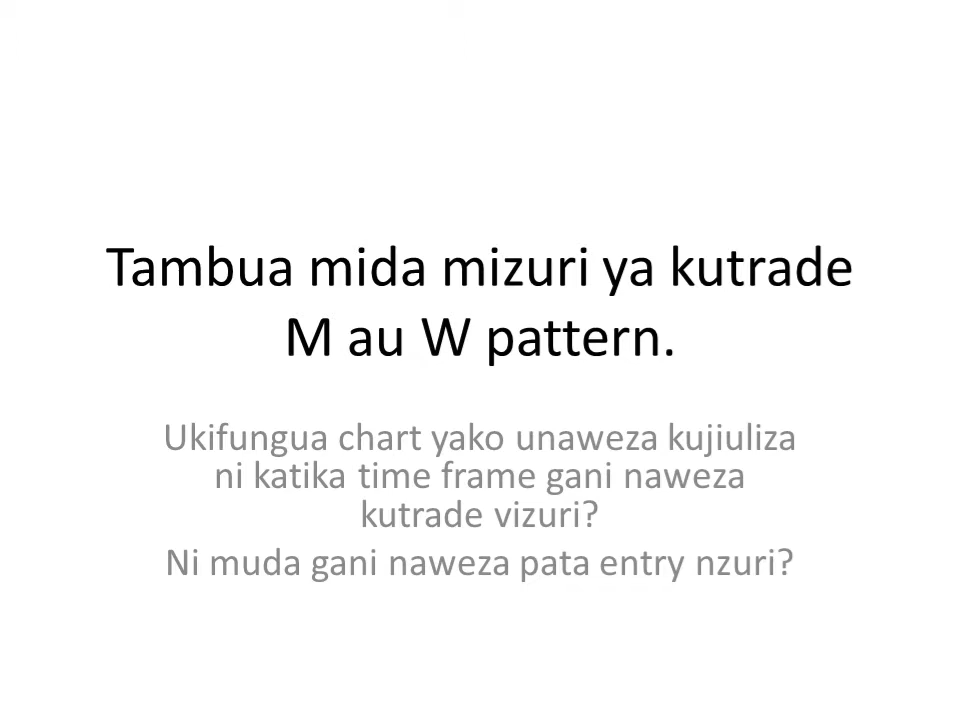 Tambua mida mizuri ya kutrade
M au W pattern.
Ukifungua chart yako unaweza kujiuliza
ni katika time frame gani naweza
kutrade vizuri?
Ni muda gani naweza pata entry nzuri?